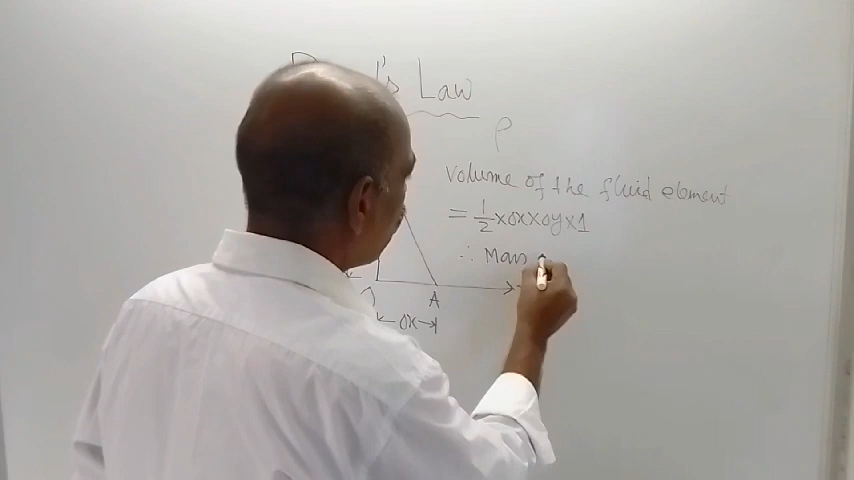 's Law
ρ
Volume of the fluid element
= 1/2 × δx × δy × 1
∴ Mass
A
δx